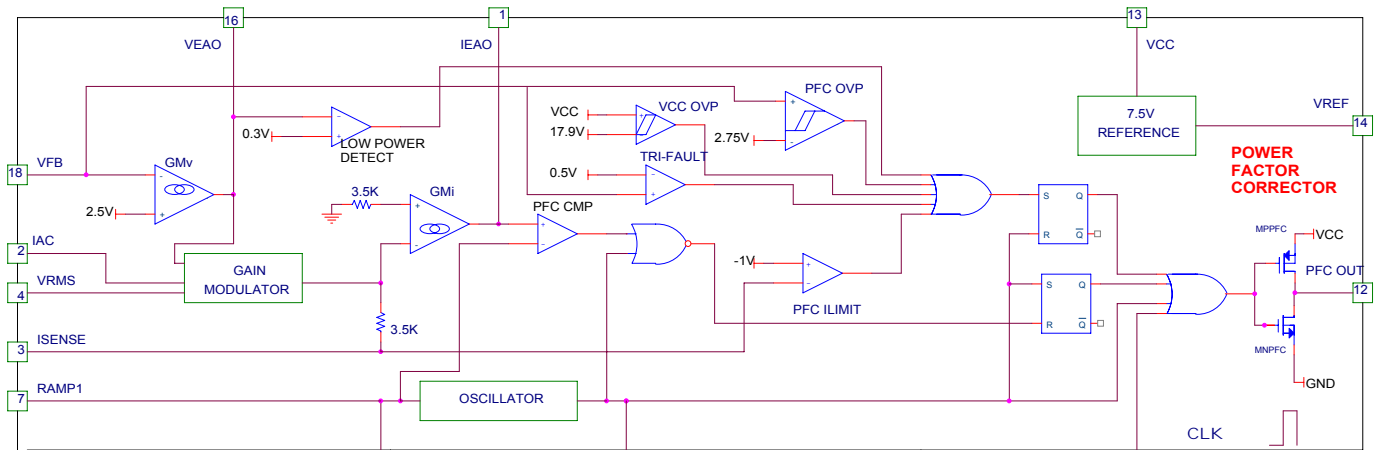 16
1
13
VEAO
IEAO
VCC
VCC OVP
PFC OVP
VCC
17.9V
+
-
+
-
2.75V
7.5V
REFERENCE
VREF
14
0.3V
-
+
LOW POWER
DETECT
TRI-FAULT
0.5V
-
+
POWER
FACTOR
CORRECTOR
18
VFB
GMv
-
+
2.5V
3.5K
GMi
+
-
PFC CMP
+
-
S
Q
R
Q
MPPFC
VCC
2
IAC
4
VRMS
GAIN
MODULATOR
-1V
+
-
PFC ILIMIT
S
Q
R
Q
PFC OUT
12
3.5K
3
ISENSE
MNPFC
7
RAMP1
OSCILLATOR
GND
CLK